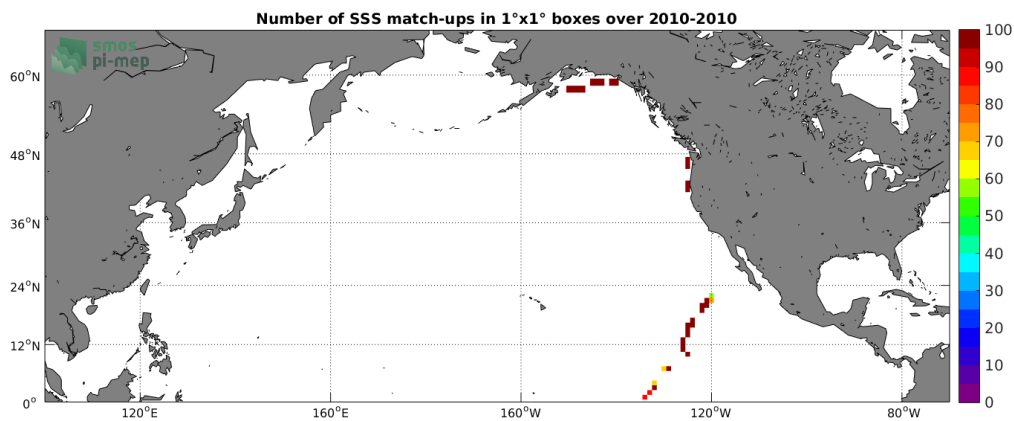 Number of SSS match-ups in 1°x1° boxes over 2010-2010
smos
pi-mep
60°N
48°N
36°N
24°N
12°N
0°
120°E
160°E
160°W
120°W
80°W
100
90
80
70
60
50
40
30
20
10
0